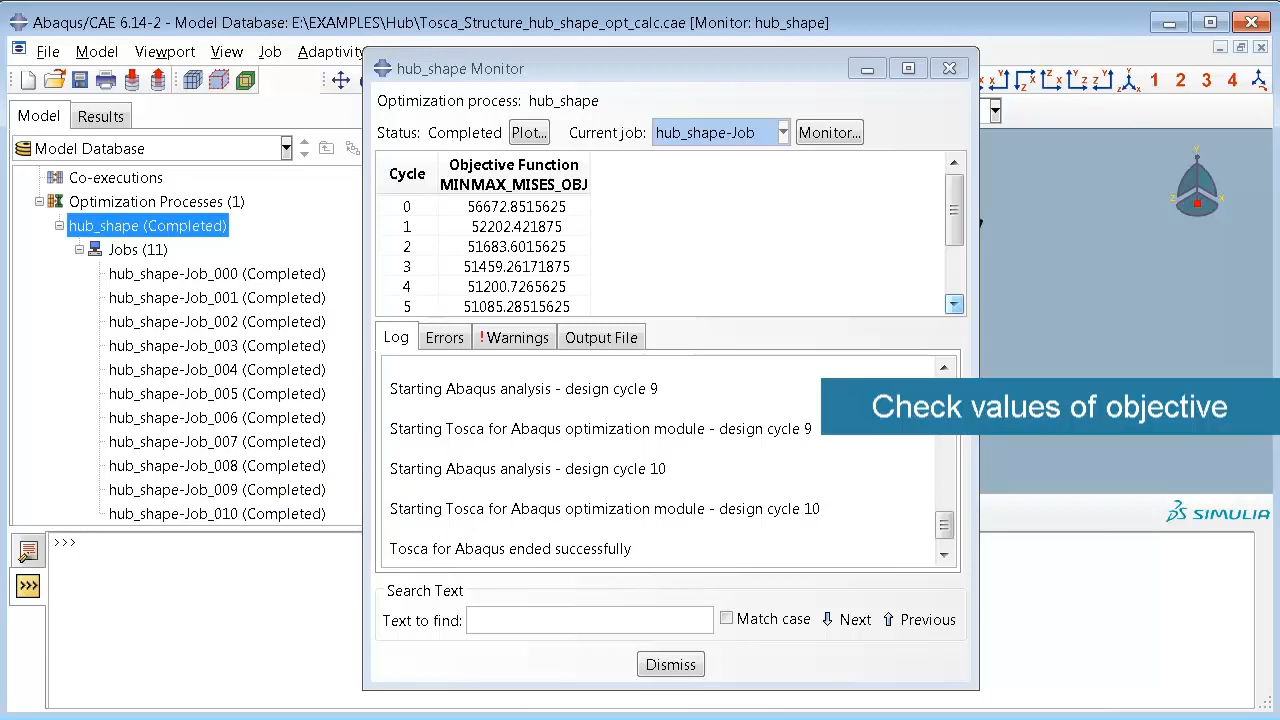 Abaqus/CAE 6.14-2 - Model Database: E:\EXAMPLES\Hub\Tosca_Structure_hub_shape_opt_calc.cae [Monitor: hub_shape]
File Model Viewport View Job Adaptivity
1 2 3 4
Model Results
Model Database
Co-executions
Optimization Processes (1)
hub_shape (Completed)
Jobs (11)
hub_shape-Job_000 (Completed)
hub_shape-Job_001 (Completed)
hub_shape-Job_002 (Completed)
hub_shape-Job_003 (Completed)
hub_shape-Job_004 (Completed)
hub_shape-Job_005 (Completed)
hub_shape-Job_006 (Completed)
hub_shape-Job_007 (Completed)
hub_shape-Job_008 (Completed)
hub_shape-Job_009 (Completed)
hub_shape-Job_010 (Completed)
>>>
>>>
hub_shape Monitor
Optimization process: hub_shape
Status: Completed Plot... Current job: hub_shape-Job Monitor...
Cycle Objective Function
MINMAX_MISES_OBJ
0 56672.8515625
1 52202.421875
2 51683.6015625
3 51459.26171875
4 51200.7265625
5 51085.28515625
Log Errors !Warnings Output File
Starting Abaqus analysis - design cycle 9
Starting Tosca for Abaqus optimization module - design cycle 9
Starting Abaqus analysis - design cycle 10
Starting Tosca for Abaqus optimization module - design cycle 10
Tosca for Abaqus ended successfully
Search Text
Text to find: Match case Next Previous
Dismiss
Y
Z X
Check values of objective
SIMULIA